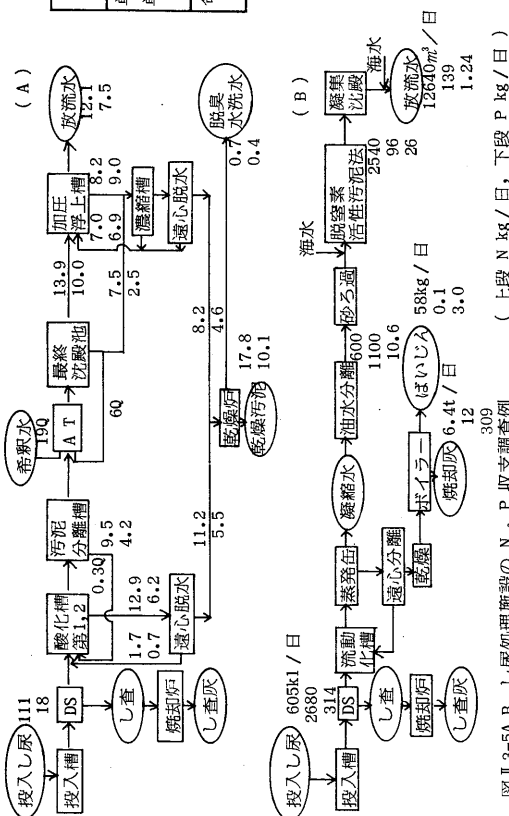 (A)
投入し尿
111
18
投入槽
DS
し査
焼却炉
し査灰
酸化槽
第1,2
0.3Q
1.7
0.7
12.9
6.2
遠心脱水
汚泥
分離槽
9.5
4.2
希釈水
19Q
AT
6Q
最終
沈殿池
13.9
10.0
7.5
2.5
加圧
浮上槽
7.0
6.9
8.2
9.0
濃縮槽
遠心脱水
放流水
12.1
7.5
11.2
5.5
8.2
4.6
乾燥炉
17.8
10.1
乾燥汚泥
脱臭
水洗水
0.7
0.4
(B)
投入し尿
605kl/日
2680
314
投入槽
DS
し査
焼却炉
し査灰
流動
化槽
蒸発缶
遠心分離
乾燥
凝縮水
油水分離
600
1100
10.6
ボイラー
焼却灰
6.4t/日
12
309
ばいじん
58kg/日
0.1
3.0
砂ろ過
海水
脱窒素
活性汚泥法
2540
96
26
凝集
沈殿
海水
放流水
12640m³/日
139
1.24
図Ⅱ3-5A,B し尿処理施設のN,P収支調査例 (上段 N kg/日, 下段 P kg/日)